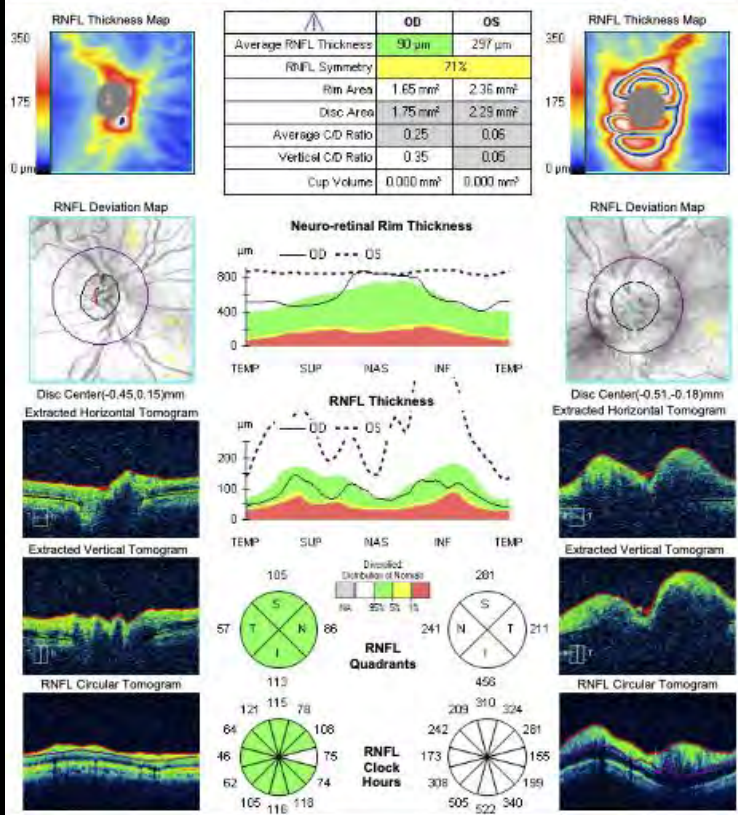 RNFL Thickness Map
350
175
0 µm
OD OS
Average RNFL Thickness 90 µm 297 µm
RNFL Symmetry 71%
Rim Area 1.65 mm² 2.36 mm²
Disc Area 1.75 mm² 2.29 mm²
Average C/D Ratio 0.25 0.06
Vertical C/D Ratio 0.35 0.05
Cup Volume 0.000 mm³ 0.000 mm³
RNFL Thickness Map
350
175
0 µm
RNFL Deviation Map
Disc Center(-0.45,0.15)mm
Neuro-retinal Rim Thickness
µm OD OS
800
400
0
TEMP SUP NAS INF TEMP
RNFL Deviation Map
Disc Center(-0.51,-0.18)mm
Extracted Horizontal Tomogram
RNFL Thickness
µm OD OS
200
100
0
TEMP SUP NAS INF TEMP
Extracted Horizontal Tomogram
Extracted Vertical Tomogram
Diversified:
Distribution of Normals
NA 95% 5% 1%
105
S
57 T N 86
I
113
RNFL
Quadrants
281
S
241 N T 211
I
456
Extracted Vertical Tomogram
RNFL Circular Tomogram
115
121 78
64 108
46 75
62 74
105 118
116
RNFL
Clock
Hours
310
209 324
242 281
173 155
308 199
505 340
522
RNFL Circular Tomogram